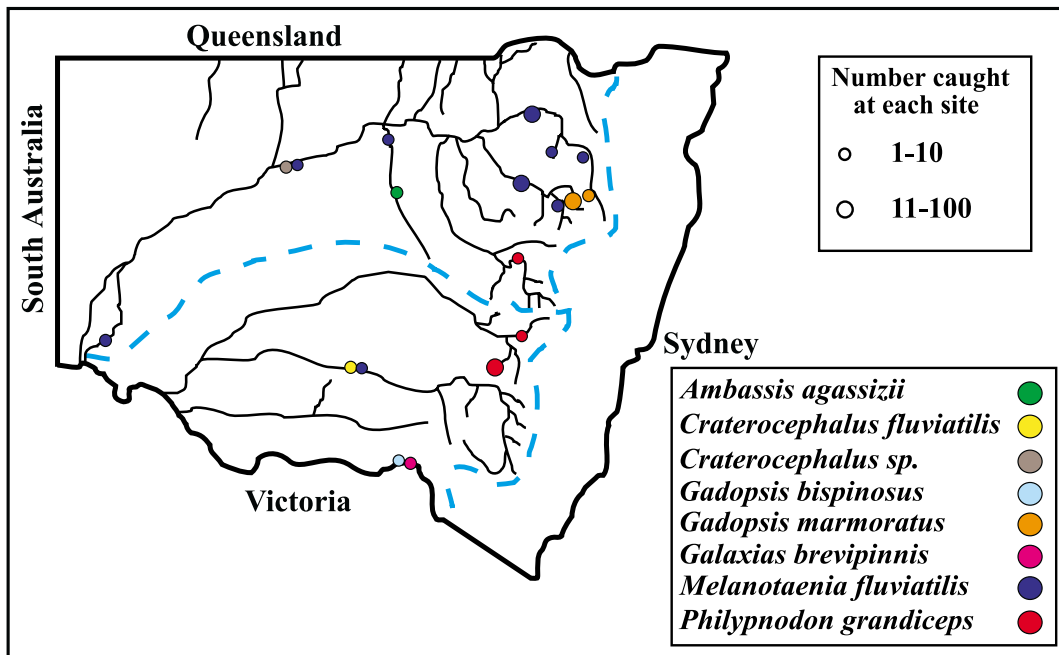 Queensland
South Australia
Number caught
at each site
1-10
11-100
Sydney
Victoria
Ambassis agassizii
Craterocephalus fluviatilis
Craterocephalus sp.
Gadopsis bispinosus
Gadopsis marmoratus
Galaxias brevipinnis
Melanotaenia fluviatilis
Philypnodon grandiceps